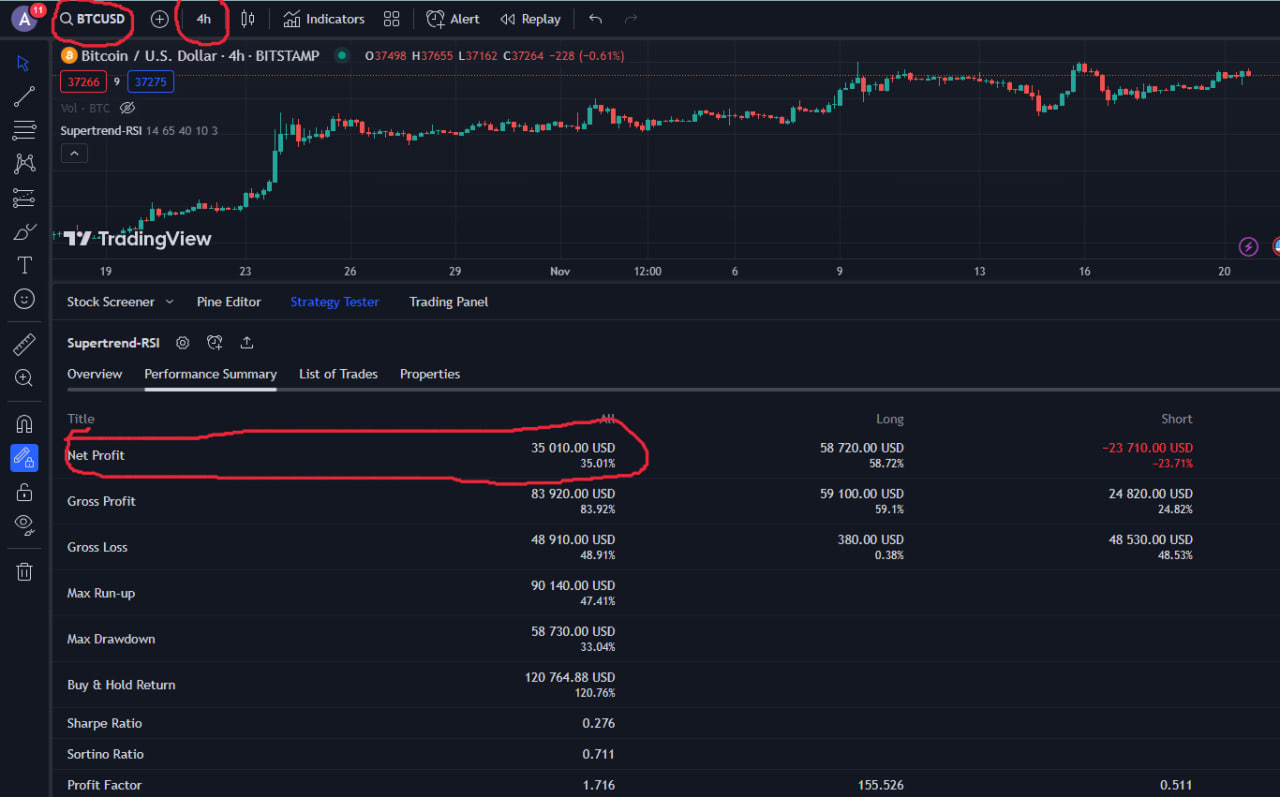 A 11 BTCUSD 4h Indicators Alert Replay
Bitcoin / U.S. Dollar · 4h · BITSTAMP O37498 H37655 L37162 C37264 −228 (−0.61%)
37266 9 37275
Vol · BTC
Supertrend-RSI 14 65 40 10 3
TradingView
19 23 26 29 Nov 12:00 6 9 13 16 20
Stock Screener Pine Editor Strategy Tester Trading Panel
Supertrend-RSI
Overview Performance Summary List of Trades Properties
Title All Long Short
Net Profit 35 010.00 USD 58 720.00 USD −23 710.00 USD
35.01% 58.72% −23.71%
Gross Profit 83 920.00 USD 59 100.00 USD 24 820.00 USD
83.92% 59.1% 24.82%
Gross Loss 48 910.00 USD 380.00 USD 48 530.00 USD
48.91% 0.38% 48.53%
Max Run-up 90 140.00 USD
47.41%
Max Drawdown 58 730.00 USD
33.04%
Buy & Hold Return 120 764.88 USD
120.76%
Sharpe Ratio 0.276
Sortino Ratio 0.711
Profit Factor 1.716 155.526 0.511